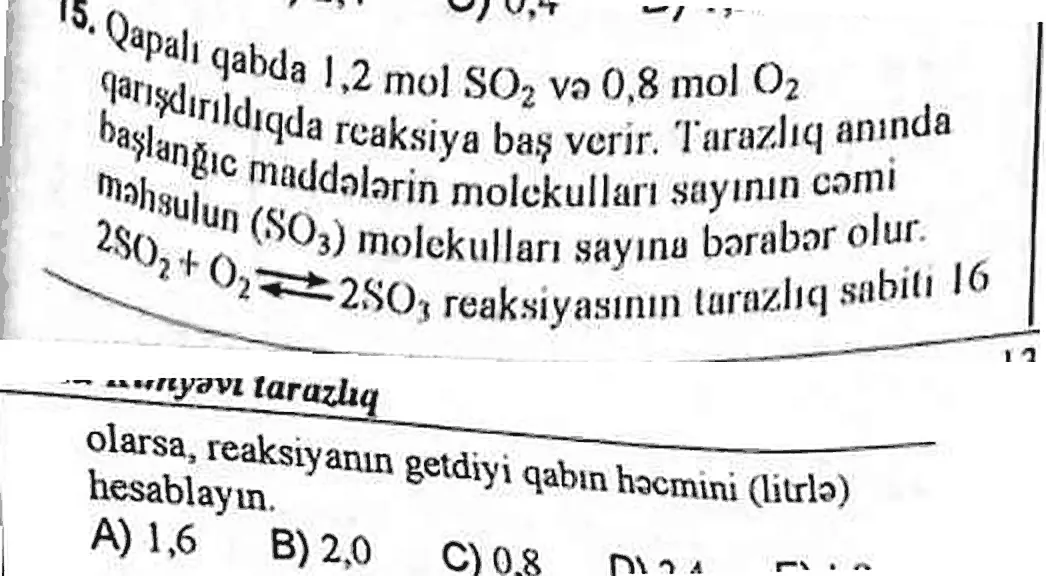 15. Qapalı qabda 1,2 mol SO₂ və 0,8 mol O₂
qarışdırıldıqda reaksiya baş verir. Tarazlıq anında
başlanğıc maddələrin molekulları sayının cəmi
məhsulun (SO₃) molekulları sayına bərabər olur.
2SO₂ + O₂ ⇄ 2SO₃ reaksiyasının tarazlıq sabiti 16
tarazlıq
olarsa, reaksiyanın getdiyi qabın həcmini (litrlə)
hesablayın.
A) 1,6 B) 2,0 C) 0,8